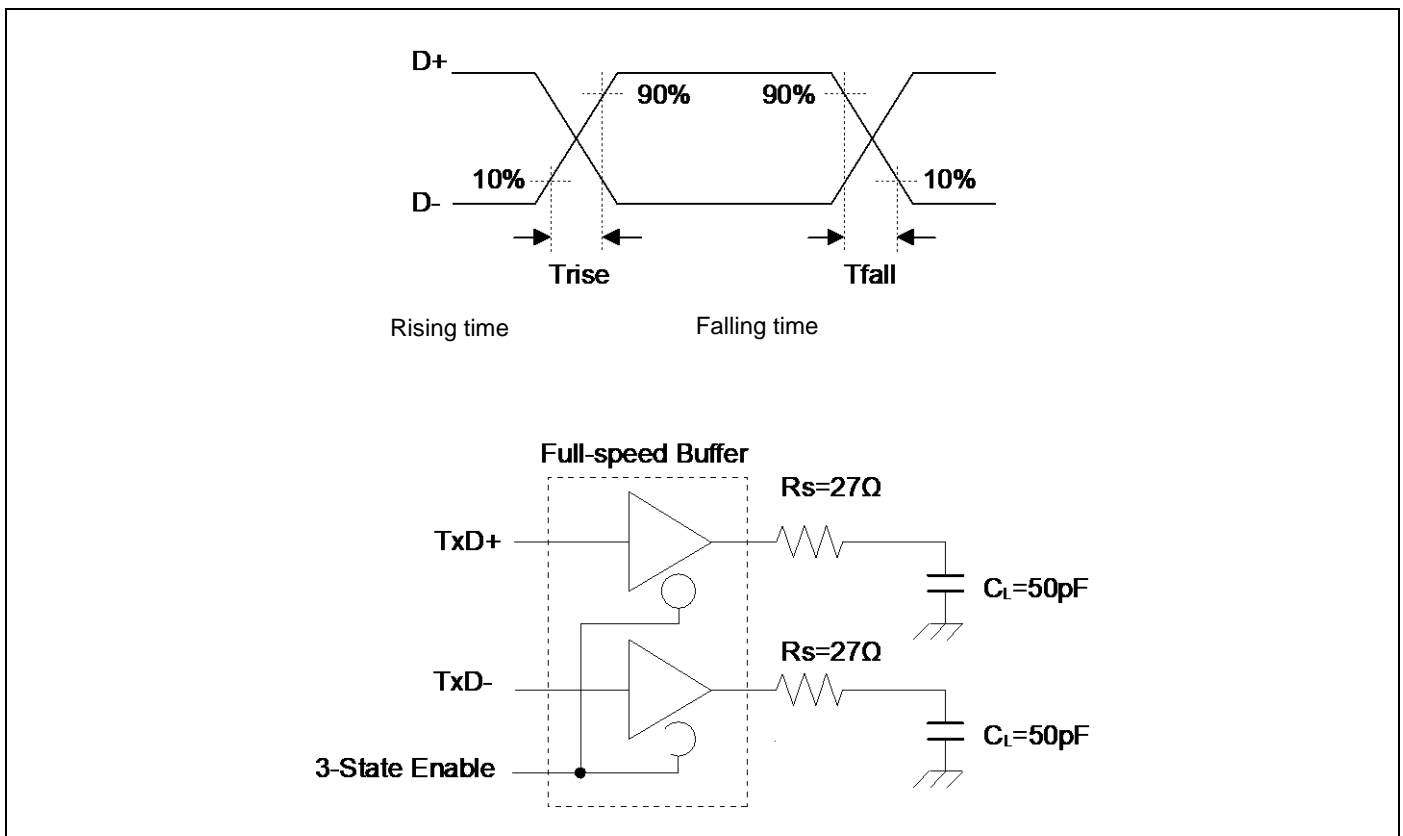 D+
90% 90%
10% 10%
D-
Trise Tfall
Rising time Falling time
Full-speed Buffer
Rs=27Ω
TxD+
CL=50pF
Rs=27Ω
TxD-
CL=50pF
3-State Enable